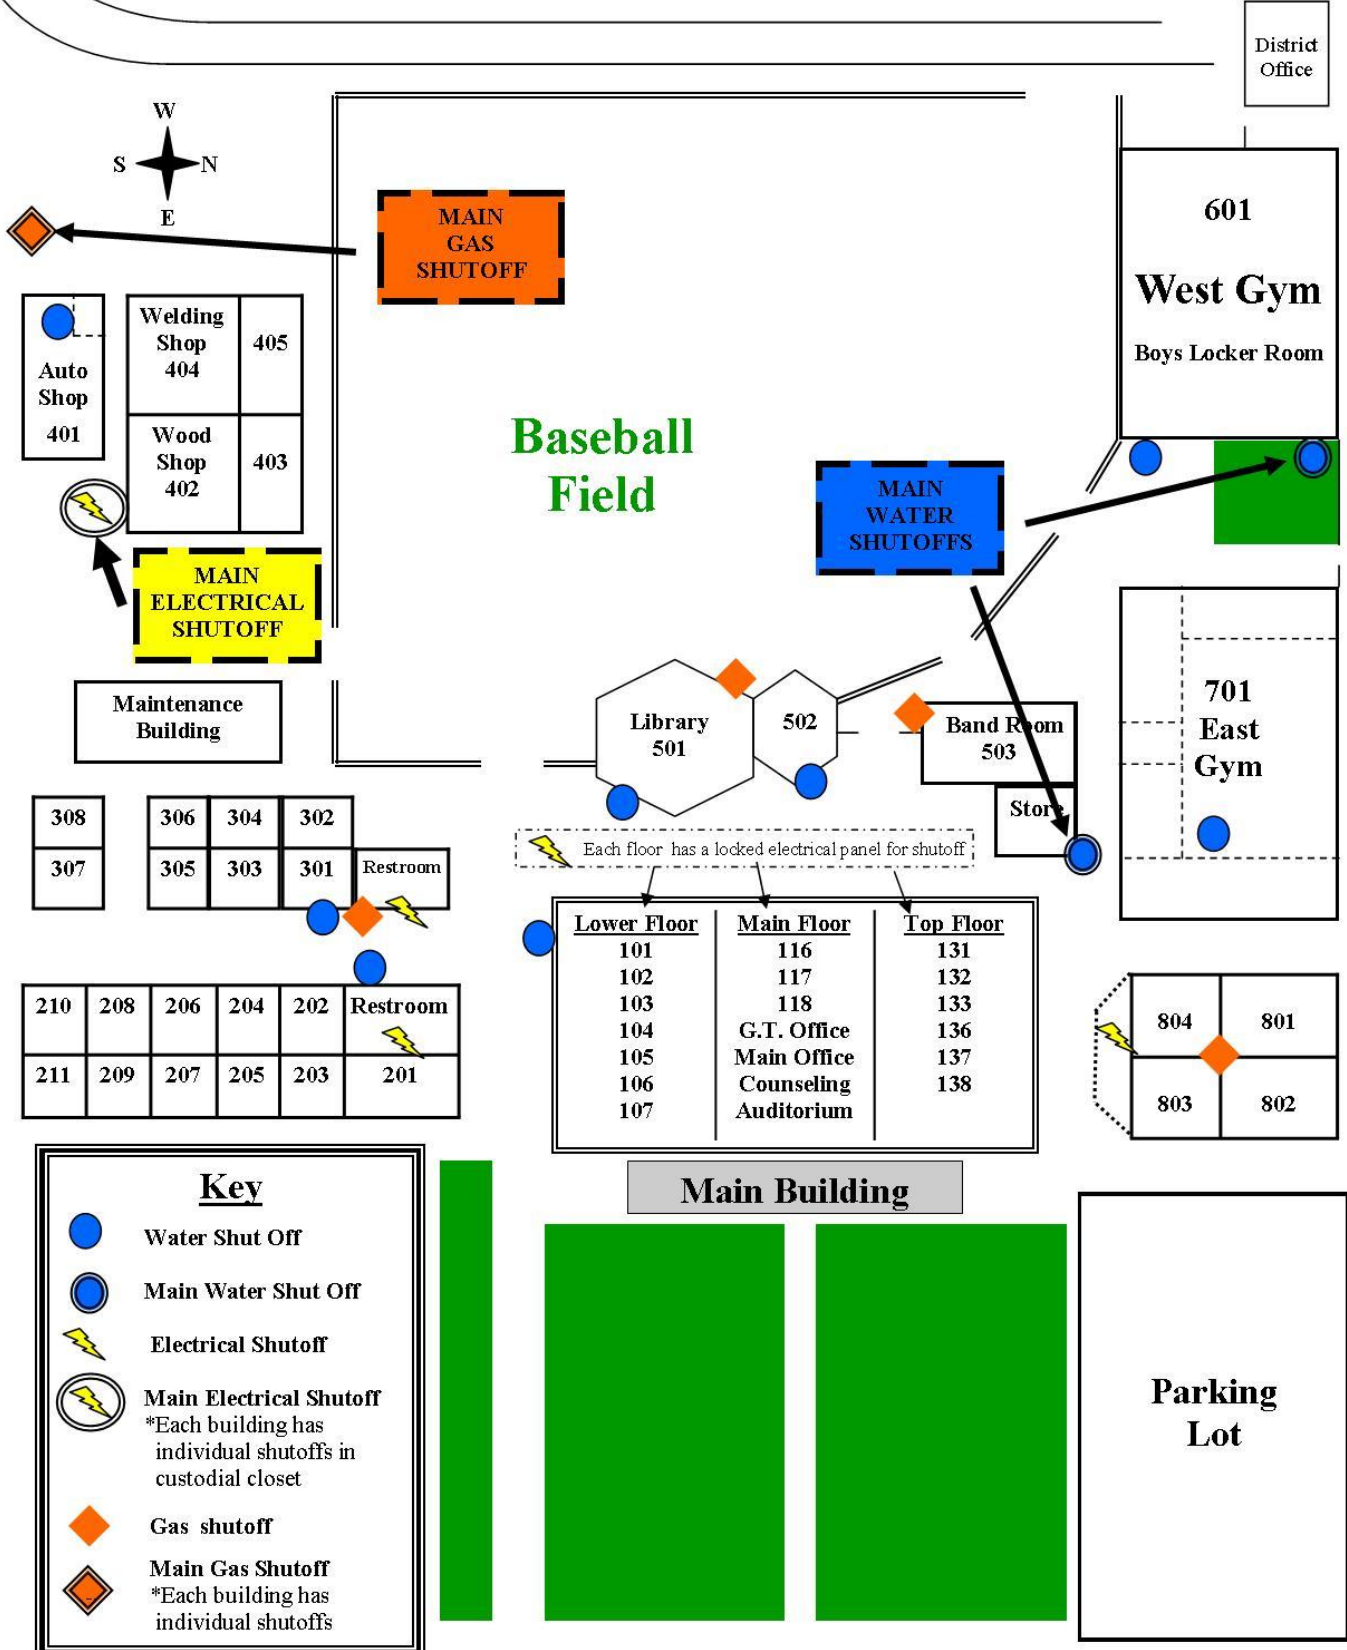 District
Office
W
S
N
E
MAIN
GAS
SHUTOFF
601
West Gym
Boys Locker Room
Welding
Shop
404
405
Auto
Shop
401
Wood
Shop
402
403
Baseball
Field
MAIN
WATER
SHUTOFFS
MAIN
ELECTRICAL
SHUTOFF
Maintenance
Building
Library
501
502
Band Room
503
Store
701
East
Gym
308
306
304
302
307
305
303
301
Restroom
Each floor has a locked electrical panel for shutoff
Lower Floor
101
102
103
104
105
106
107
Main Floor
116
117
118
G.T. Office
Main Office
Counseling
Auditorium
Top Floor
131
132
133
136
137
138
210
208
206
204
202
Restroom
211
209
207
205
203
201
804
801
803
802
Main Building
Key
Water Shut Off
Main Water Shut Off
Electrical Shutoff
Main Electrical Shutoff
*Each building has
individual shutoffs in
custodial closet
Gas shutoff
Main Gas Shutoff
*Each building has
individual shutoffs
Parking
Lot